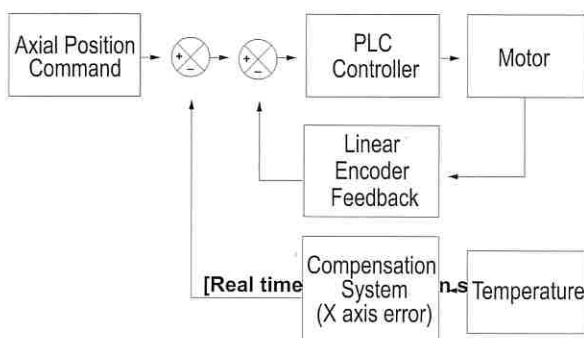 Axial Position
Command
+
−
+
−
PLC
Controller
Motor
Linear
Encoder
Feedback
[Real time
Compensation
System
(X axis error)
n.s
Temperature